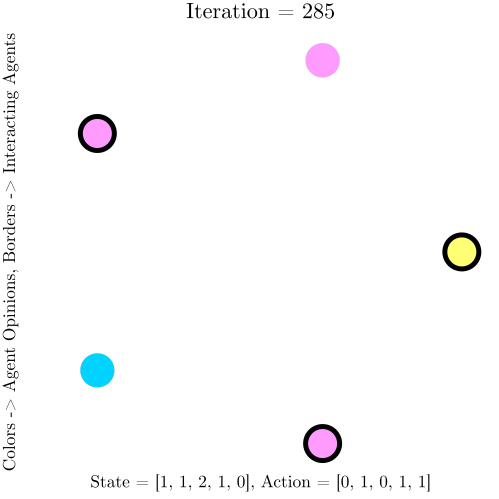 Iteration = 285
Colors -> Agent Opinions, Borders -> Interacting Agents
State = [1, 1, 2, 1, 0], Action = [0, 1, 0, 1, 1]